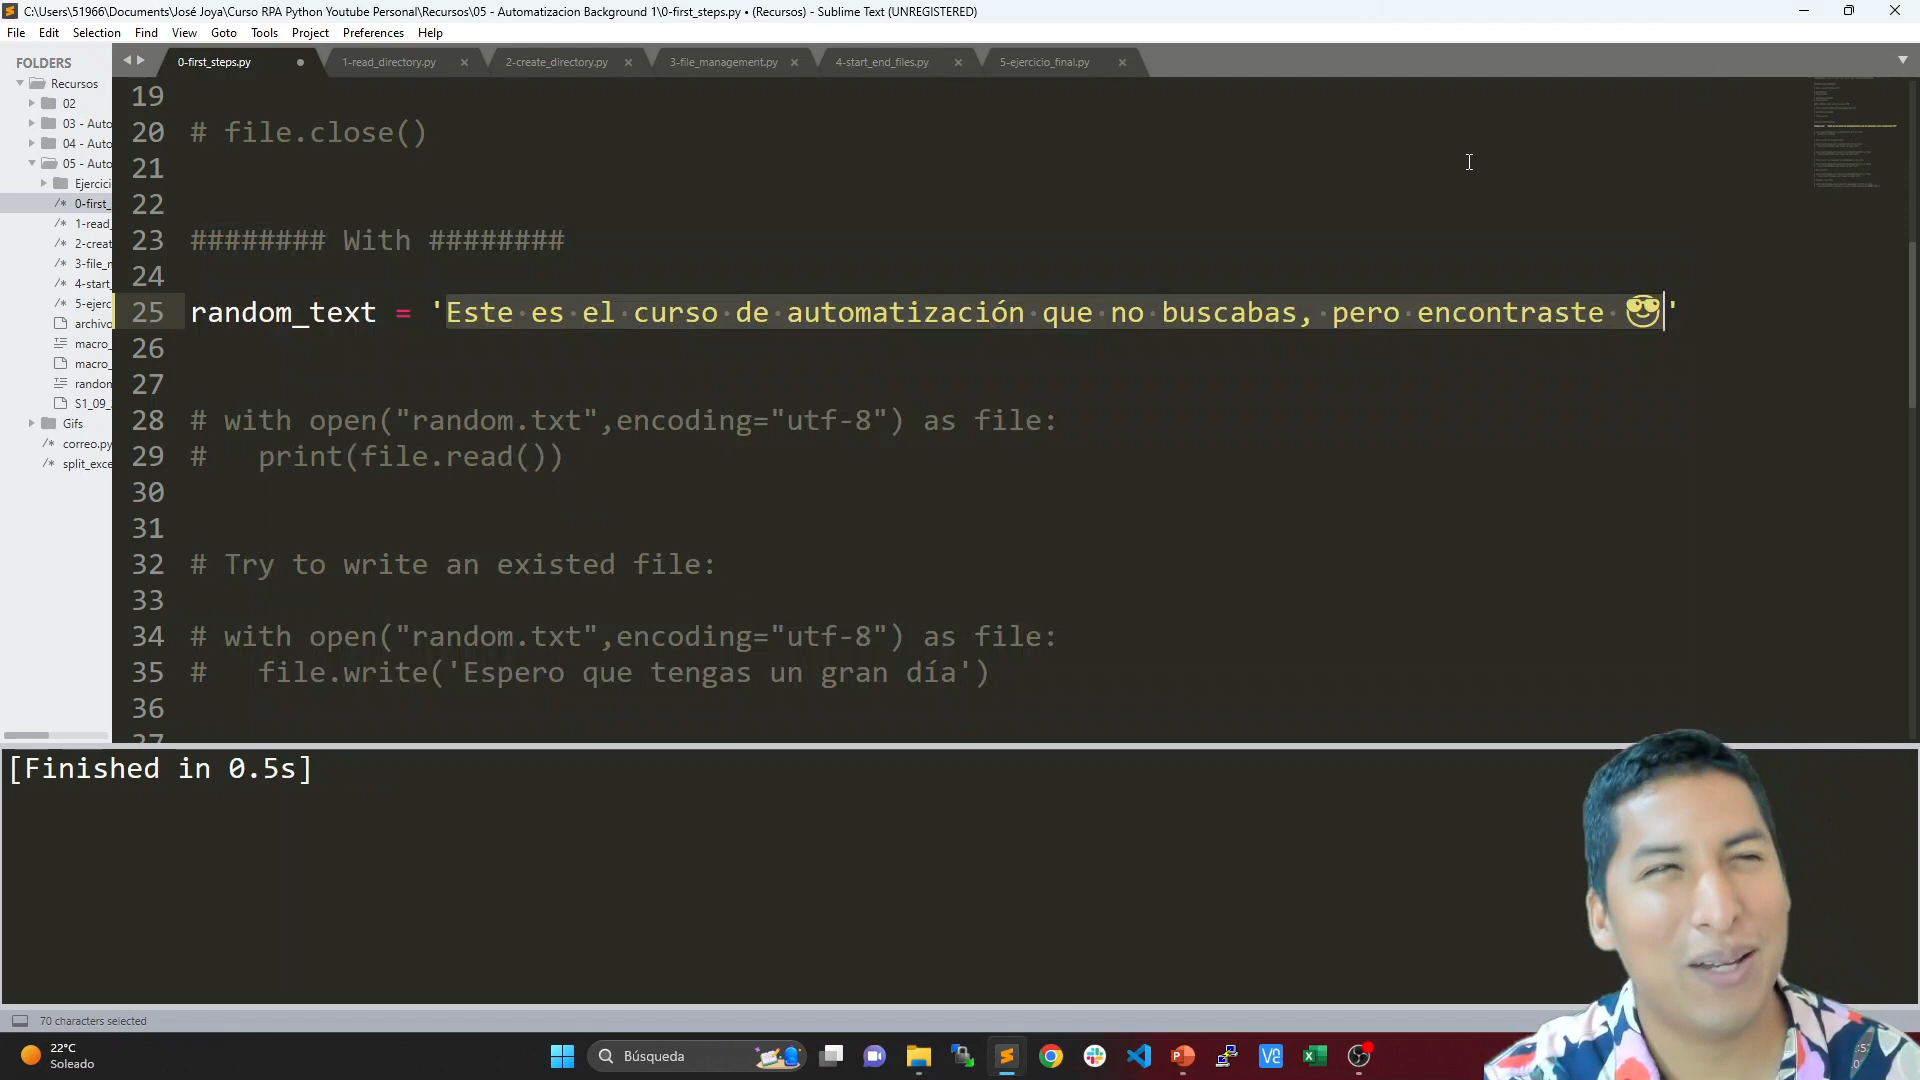 C:\Users\51966\Documents\José Joya\Curso RPA Python Youtube Personal\Recursos\05 - Automatizacion Background 1\0-first_steps.py • (Recursos) - Sublime Text (UNREGISTERED)
File Edit Selection Find View Goto Tools Project Preferences Help
FOLDERS
Recursos
02
03 - Auto
04 - Auto
05 - Auto
Ejercici
0-first_
1-read_
2-creat
3-file_r
4-start_
5-ejerc
archivo
macro_
macro_
random
S1_09_
Gifs
correo.py
split_exce
0-first_steps.py 1-read_directory.py 2-create_directory.py 3-file_management.py 4-start_end_files.py 5-ejercicio_final.py
19
20 # file.close()
21
22
23 ######## With ########
24
25 random_text = 'Este es el curso de automatización que no buscabas, pero encontraste 😎'
26
27
28 # with open("random.txt",encoding="utf-8") as file:
29 #   print(file.read())
30
31
32 # Try to write an existed file:
33
34 # with open("random.txt",encoding="utf-8") as file:
35 #   file.write('Espero que tengas un gran día')
36
37
[Finished in 0.5s]
70 characters selected
22°C
Soleado
Búsqueda